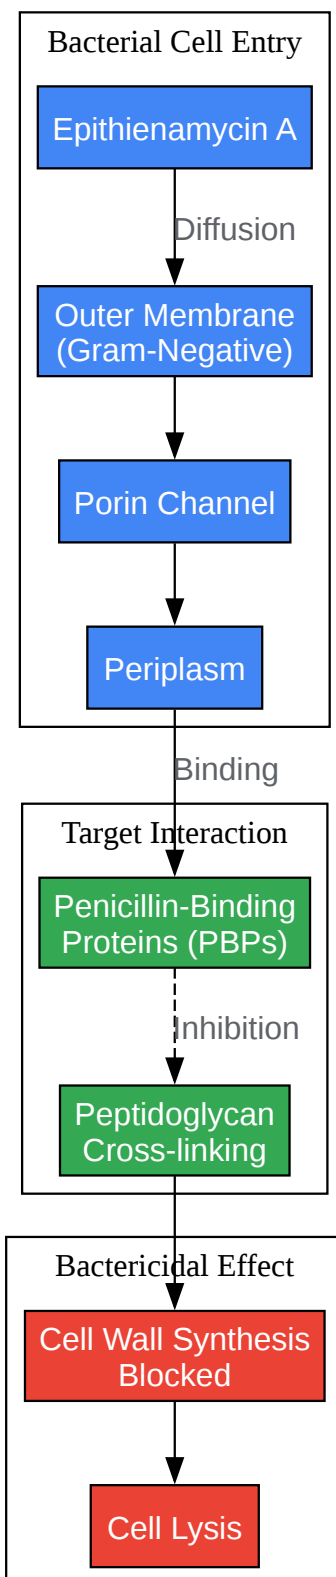 Bacterial Cell Entry
Epithienamycin A
Diffusion
Outer Membrane
(Gram-Negative)
Porin Channel
Periplasm
Binding
Target Interaction
Penicillin-Binding
Proteins (PBPs)
Inhibition
Peptidoglycan
Cross-linking
Bactericidal Effect
Cell Wall Synthesis
Blocked
Cell Lysis